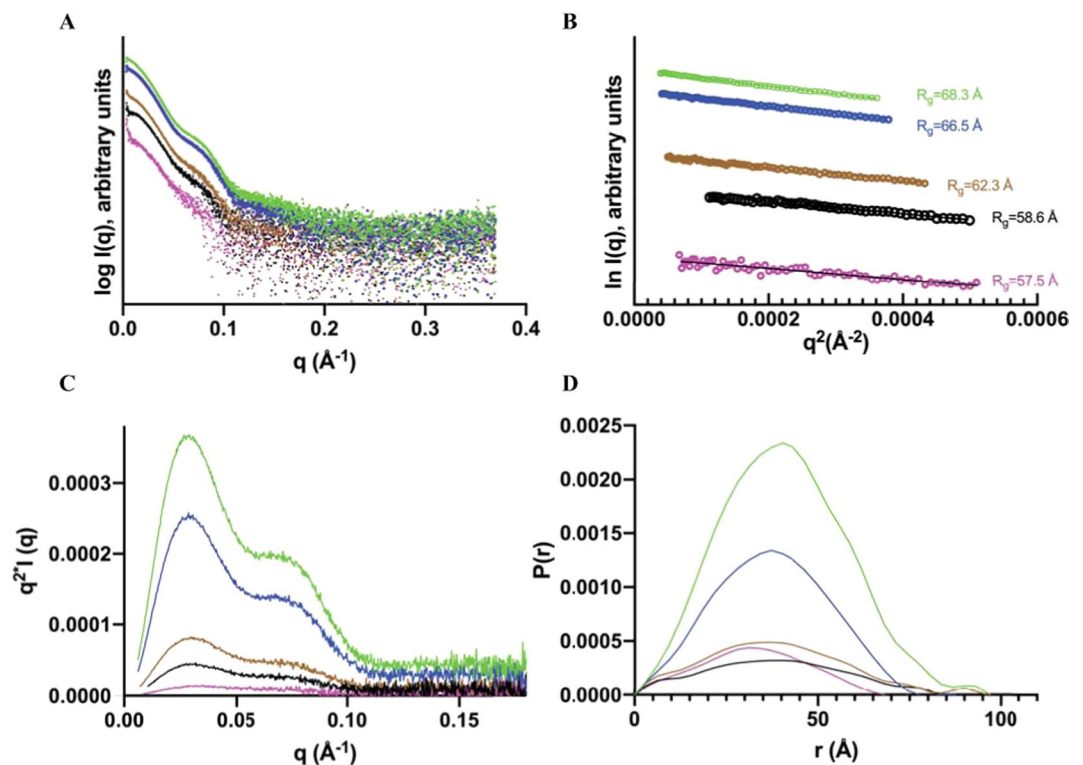 A
log I(q), arbitrary units
0.0 0.1 0.2 0.3 0.4
q (Å⁻¹)
B
ln I(q), arbitrary units
Rg=68.3 Å
Rg=66.5 Å
Rg=62.3 Å
Rg=58.6 Å
Rg=57.5 Å
0.0000 0.0002 0.0004 0.0006
q²(Å⁻²)
C
q²*I (q)
0.0003
0.0002
0.0001
0.0000
0.00 0.05 0.10 0.15
q (Å⁻¹)
D
P(r)
0.0025
0.0020
0.0015
0.0010
0.0005
0.0000
0 50 100
r (Å)